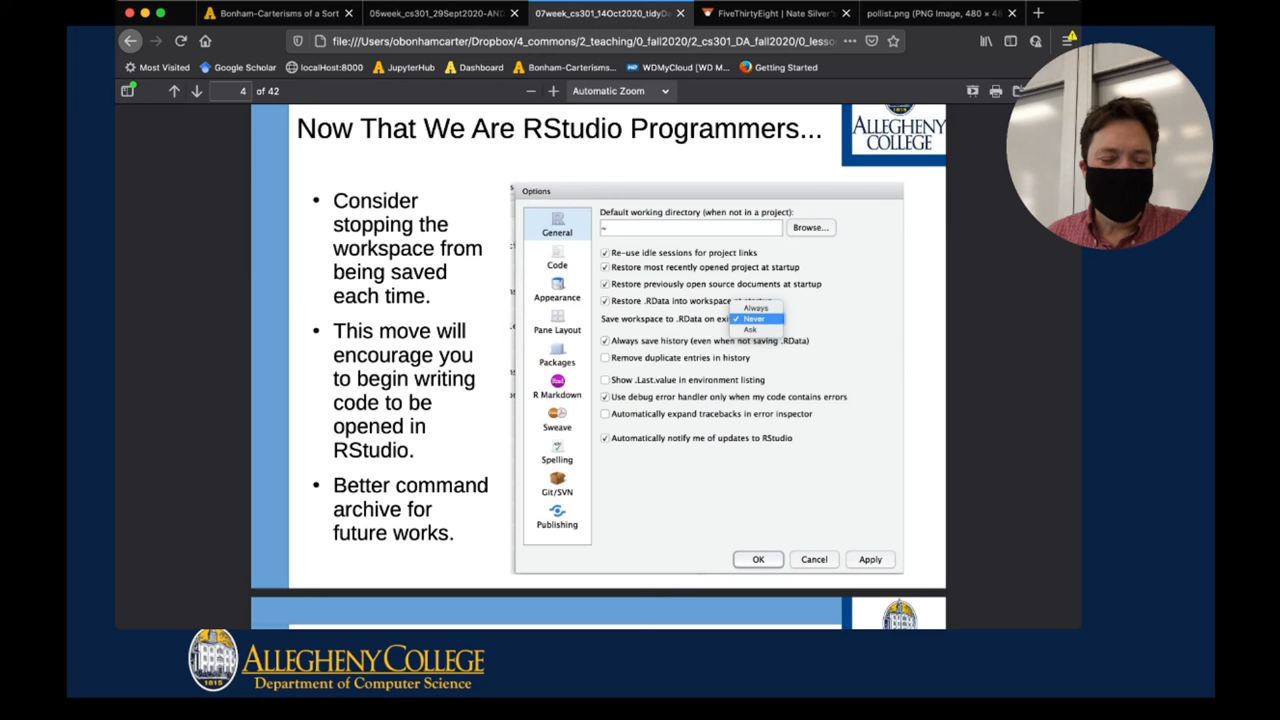 Bonham-Carterisms of a Sort
06week_cs301_29Sept2020-AND
07week_cs301_14Oct2020_tidyDa
FiveThirtyEight | Nate Silver's
pollist.png (PNG Image, 480 × 48
file:///Users/obonhamcarter/Dropbox/4_commons/2_teaching/0_fall2020/2_cs301_DA_fall2020/0_lesso
Most Visited
Google Scholar
localHost:8000
JupyterHub
Dashboard
Bonham-Carterisms...
WDMyCloud (WD M...
Getting Started
4 of 42
Automatic Zoom
Now That We Are RStudio Programmers...
ALLEGHENY
COLLEGE
• Consider
stopping the
workspace from
being saved
each time.
• This move will
encourage you
to begin writing
code to be
opened in
RStudio.
• Better command
archive for
future works.
Options
General
Code
Appearance
Pane Layout
Packages
R Markdown
Sweave
Spelling
Git/SVN
Publishing
Default working directory (when not in a project):
~
Browse...
Re-use idle sessions for project links
Restore most recently opened project at startup
Restore previously open source documents at startup
Restore .RData into workspace at startup
Save workspace to .RData on exi
Always
Never
Ask
Always save history (even when not saving .RData)
Remove duplicate entries in history
Show .Last.value in environment listing
Use debug error handler only when my code contains errors
Automatically expand tracebacks in error inspector
Automatically notify me of updates to RStudio
OK
Cancel
Apply
1815
ALLEGHENY COLLEGE
Department of Computer Science